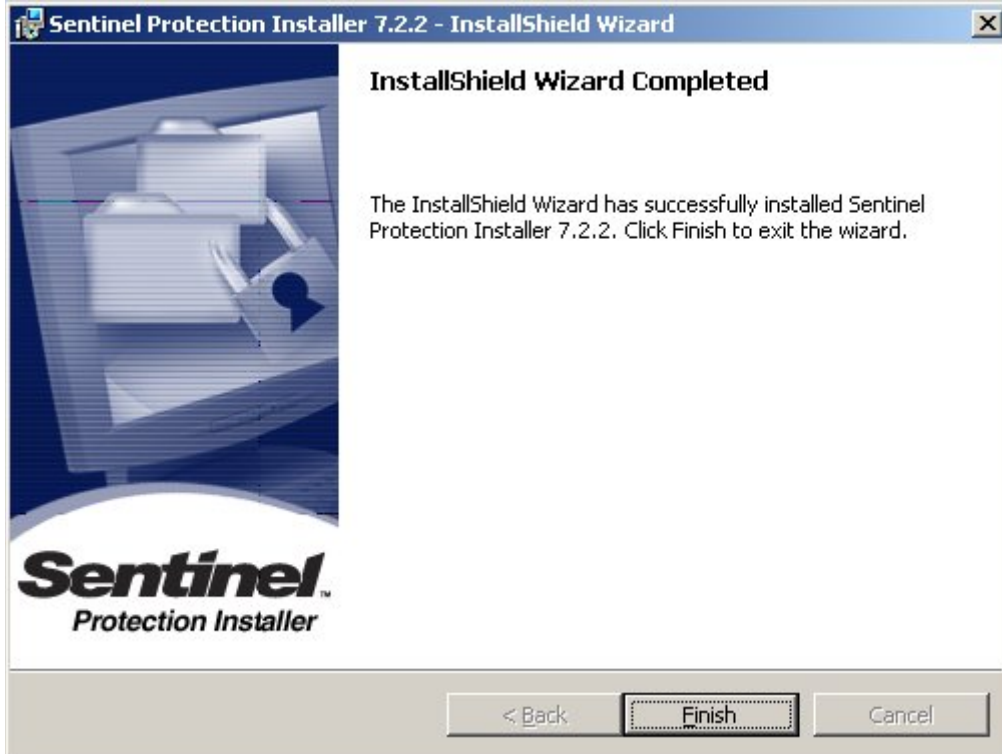 Sentinel Protection Installer 7.2.2 - InstallShield Wizard
InstallShield Wizard Completed
The InstallShield Wizard has successfully installed Sentinel
Protection Installer 7.2.2. Click Finish to exit the wizard.
Sentinel™
Protection Installer
< Back
Finish
Cancel